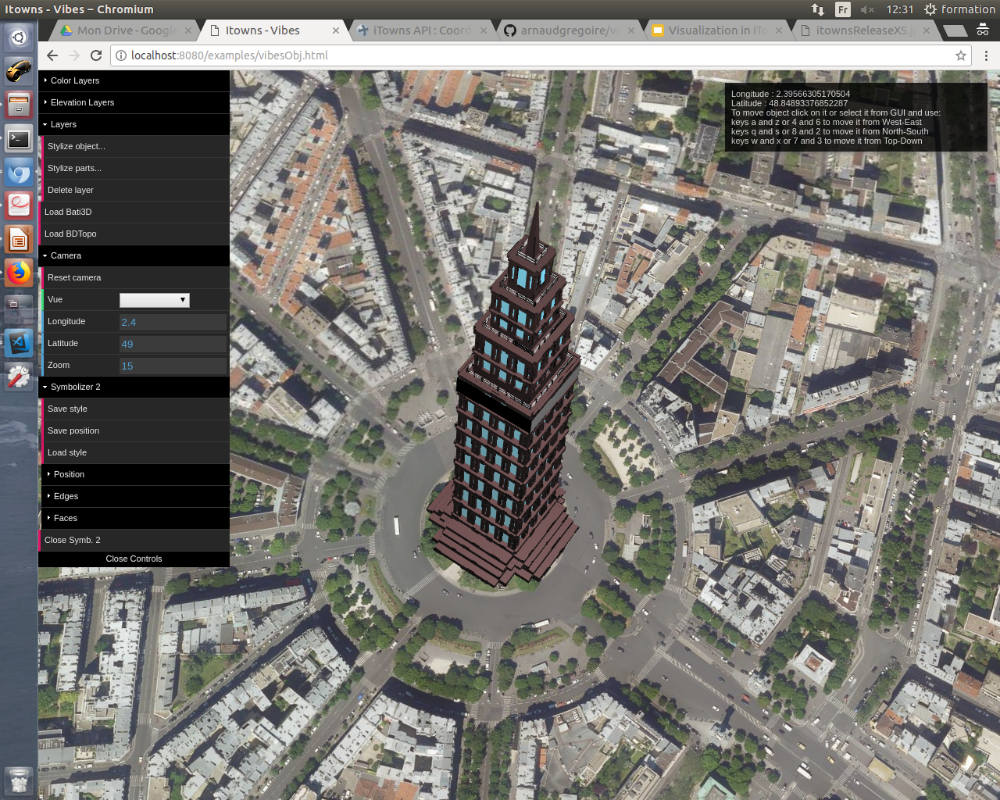 Itowns - Vibes – Chromium
Fr
12:31
formation
Mon Drive - Google
Itowns - Vibes
iTowns API : Coord
arnaudgregoire/vi
Visualization in iTo
itownsReleaseXS.j
localhost:8080/examples/vibesObj.html
Color Layers
Elevation Layers
Layers
Stylize object...
Stylize parts...
Delete layer
Load Bati3D
Load BDTopo
Camera
Reset camera
Vue
Longitude 2.4
Latitude 49
Zoom 15
Symbolizer 2
Save style
Save position
Load style
Position
Edges
Faces
Close Symb. 2
Close Controls
Longitude : 2.39566305170504
Latitude : 48.84893376852287
To move object click on it or select it from GUI and use:
keys a and z or 4 and 6 to move it from West-East
keys q and s or 8 and 2 to move it from North-South
keys w and x or 7 and 3 to move it from Top-Down